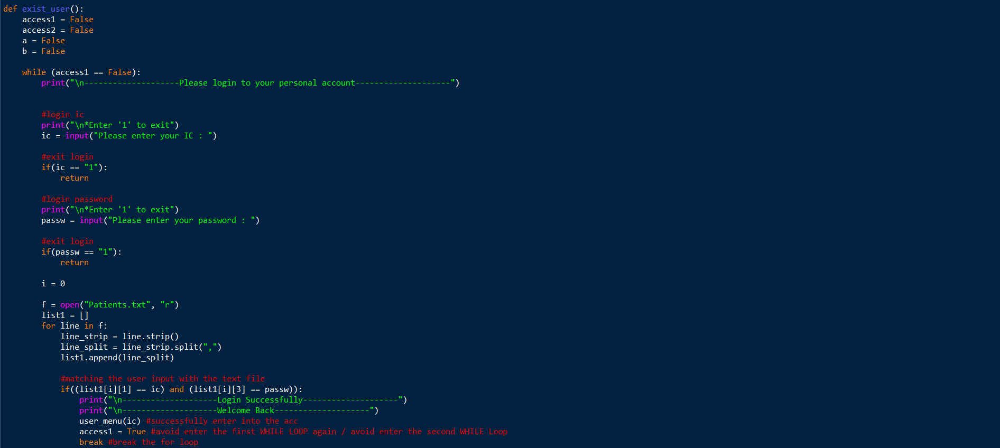 def exist_user():
    access1 = False
    access2 = False
    a = False
    b = False

    while (access1 == False):
        print("\n--------------------Please login to your personal account--------------------")


        #login ic
        print("\n*Enter '1' to exit")
        ic = input("Please enter your IC : ")

        #exit login
        if(ic == "1"):
            return

        #login password
        print("\n*Enter '1' to exit")
        passw = input("Please enter your password : ")

        #exit login
        if(passw == "1"):
            return

        i = 0

        f = open("Patients.txt", "r")
        list1 = []
        for line in f:
            line_strip = line.strip()
            line_split = line_strip.split(",")
            list1.append(line_split)

            #matching the user input with the text file
            if((list1[i][1] == ic) and (list1[i][3] == passw)):
                print("\n--------------------Login Successfully--------------------")
                print("\n--------------------Welcome Back--------------------")
                user_menu(ic) #successfully enter into the acc
                access1 = True #avoid enter the first WHILE LOOP again / avoid enter the second WHILE Loop
                break #break the for loop